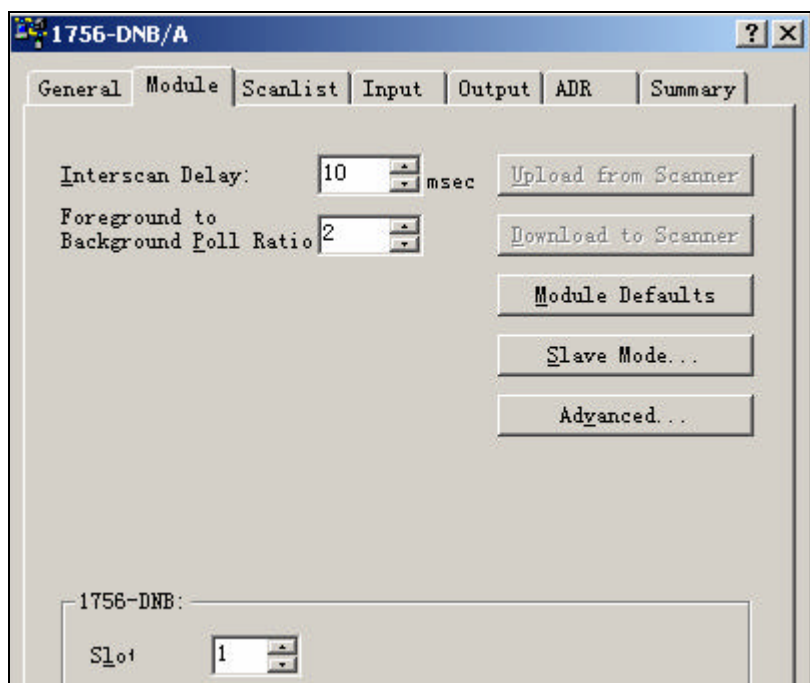 1756-DNB/A
General Module Scanlist Input Output ADR Summary
Interscan Delay: 10 msec Upload from Scanner
Foreground to
Background Poll Ratio 2 Download to Scanner
Module Defaults
Slave Mode...
Advanced...
1756-DNB:
Slot 1